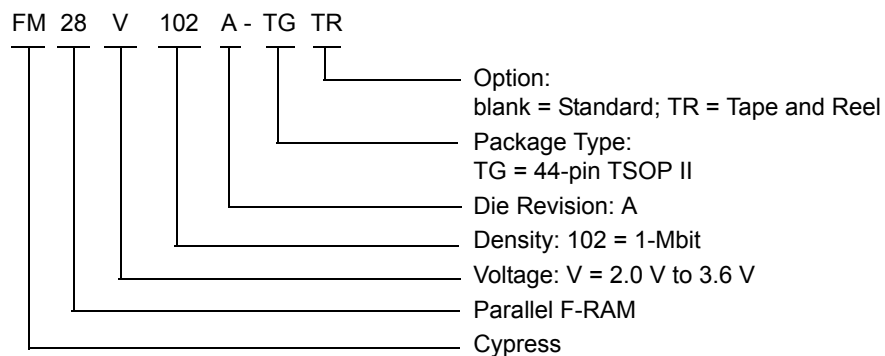 FM 28 V 102 A - TG TR
Option:
blank = Standard; TR = Tape and Reel
Package Type:
TG = 44-pin TSOP II
Die Revision: A
Density: 102 = 1-Mbit
Voltage: V = 2.0 V to 3.6 V
Parallel F-RAM
Cypress